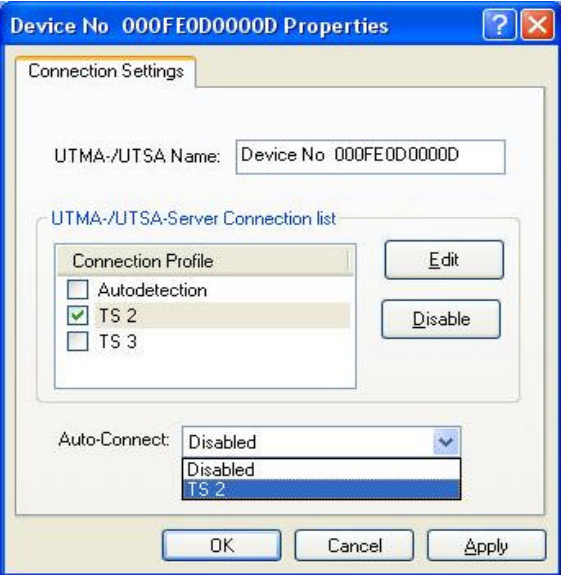 Device No 000FE0D0000D Properties
Connection Settings
UTMA-/UTSA Name: Device No 000FE0D0000D
UTMA-/UTSA-Server Connection list
Connection Profile
Edit
Autodetection
TS 2
Disable
TS 3
Auto-Connect: Disabled
Disabled
TS 2
OK Cancel Apply